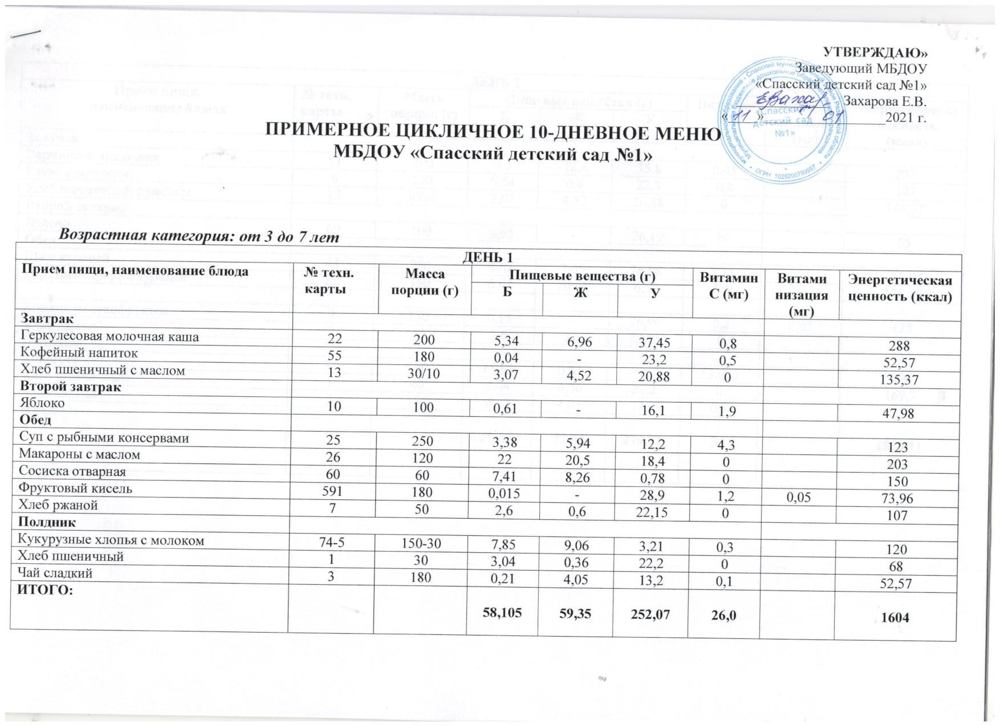 УТВЕРЖДАЮ»
Заведующий МБДОУ
«Спасский детский сад №1»
Захарова Е.В.
« 11 » 01 2021 г.
«Спасский
детский сад
№1»
ОГРН 1026200799987
ПРИМЕРНОЕ ЦИКЛИЧНОЕ 10-ДНЕВНОЕ МЕНЮ
МБДОУ «Спасский детский сад №1»
Возрастная категория: от 3 до 7 лет
ДЕНЬ 1
Прием пищи, наименование блюда № техн. карты Масса порции (г) Пищевые вещества (г) Б Ж У Витамин С (мг) Витами низация (мг) Энергетическая ценность (ккал)
Завтрак
Геркулесовая молочная каша 22 200 5,34 6,96 37,45 0,8 288
Кофейный напиток 55 180 0,04 - 23,2 0,5 52,57
Хлеб пшеничный с маслом 13 30/10 3,07 4,52 20,88 0 135,37
Второй завтрак
Яблоко 10 100 0,61 - 16,1 1,9 47,98
Обед
Суп с рыбными консервами 25 250 3,38 5,94 12,2 4,3 123
Макароны с маслом 26 120 22 20,5 18,4 0 203
Сосиска отварная 60 60 7,41 8,26 0,78 0 150
Фруктовый кисель 591 180 0,015 - 28,9 1,2 0,05 73,96
Хлеб ржаной 7 50 2,6 0,6 22,15 0 107
Полдник
Кукурузные хлопья с молоком 74-5 150-30 7,85 9,06 3,21 0,3 120
Хлеб пшеничный 1 30 3,04 0,36 22,2 0 68
Чай сладкий 3 180 0,21 4,05 13,2 0,1 52,57
ИТОГО: 58,105 59,35 252,07 26,0 1604